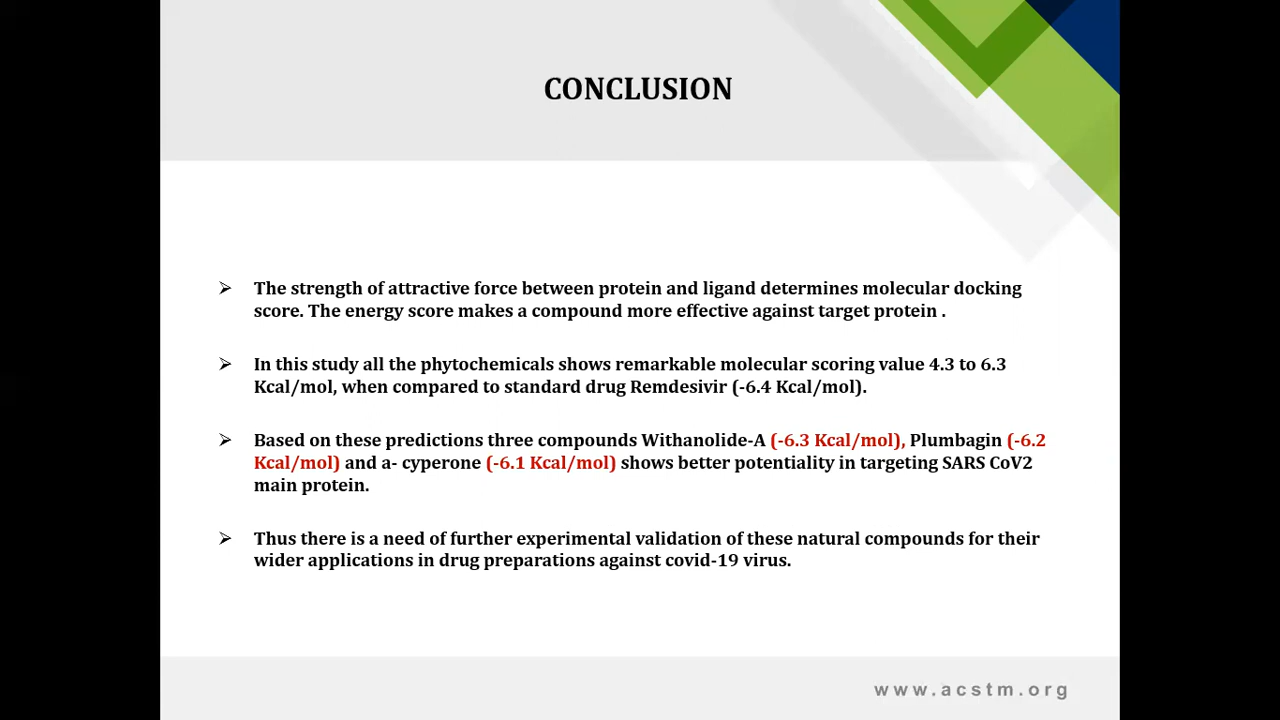 CONCLUSION
The strength of attractive force between protein and ligand determines molecular docking
score. The energy score makes a compound more effective against target protein .
In this study all the phytochemicals shows remarkable molecular scoring value 4.3 to 6.3
Kcal/mol, when compared to standard drug Remdesivir (-6.4 Kcal/mol).
Based on these predictions three compounds Withanolide-A (-6.3 Kcal/mol), Plumbagin (-6.2
Kcal/mol) and a- cyperone (-6.1 Kcal/mol) shows better potentiality in targeting SARS CoV2
main protein.
Thus there is a need of further experimental validation of these natural compounds for their
wider applications in drug preparations against covid-19 virus.
www.acstm.org